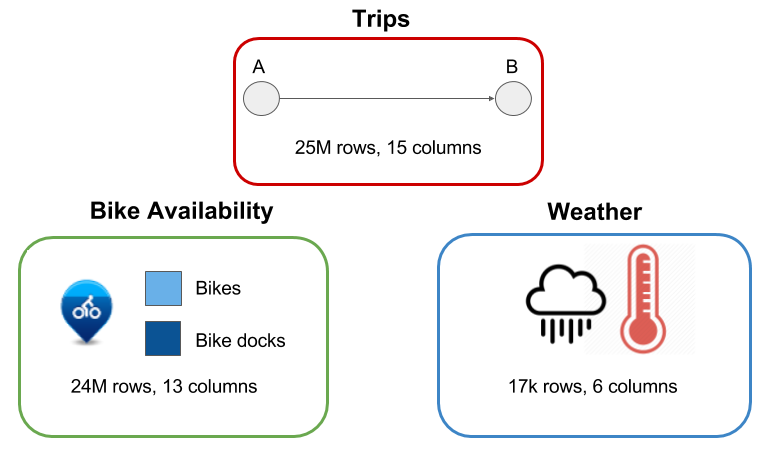 Trips
A
B
25M rows, 15 columns
Bike Availability
Bikes
Bike docks
24M rows, 13 columns
Weather
17k rows, 6 columns